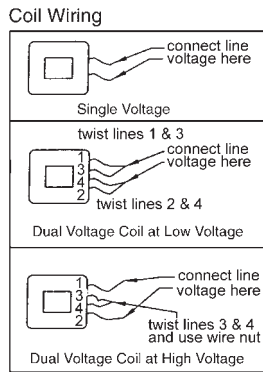 Coil Wiring
connect line
voltage here
Single Voltage
twist lines 1 & 3
connect line
voltage here
1
3
4
2
twist lines 2 & 4
Dual Voltage Coil at Low Voltage
connect line
voltage here
1
3
4
2
twist lines 3 & 4
and use wire nut
Dual Voltage Coil at High Voltage